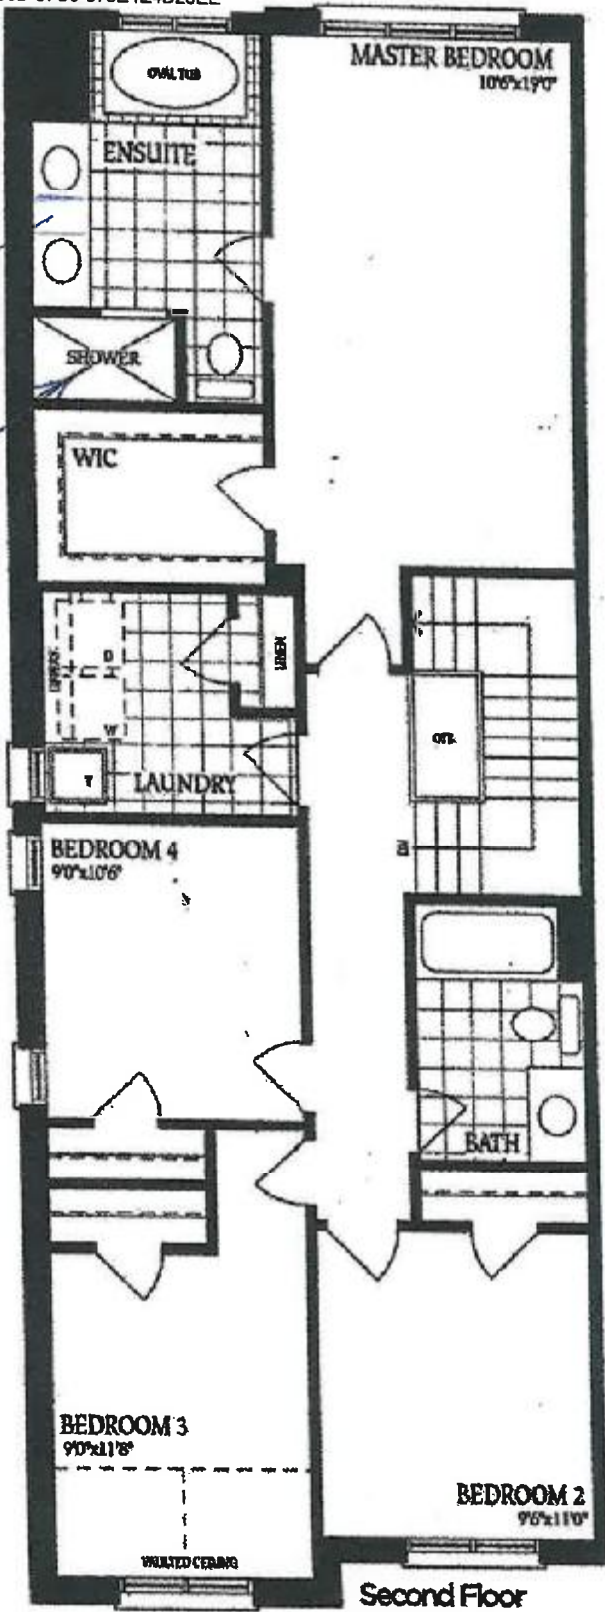 OVAL TUB
MASTER BEDROOM
10'6"x19'0"
ENSUITE
SHOWER
WIC
LINEN
D
W
LAUNDRY
BEDROOM 4
9'0"x10'6"
BATH
BEDROOM 3
9'0"x11'8"
VAULTED CEILING
BEDROOM 2
9'6"x11'0"
Second Floor